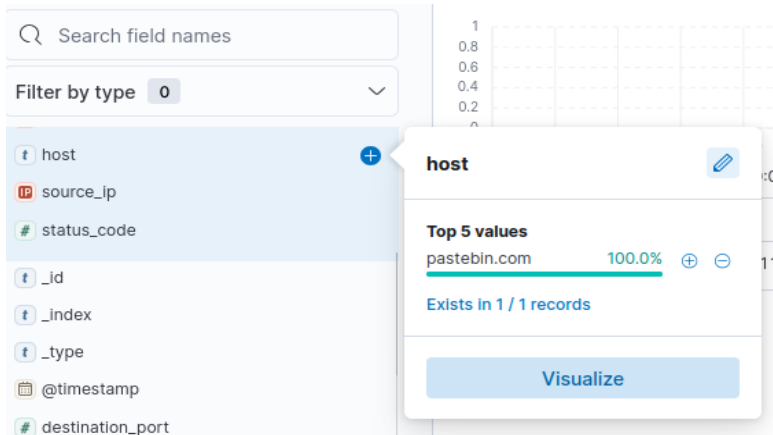 Search field names
Filter by type 0
t host
IP source_ip
# status_code
t _id
t _index
t _type
@timestamp
# destination_port
1
0.8
0.6
0.4
0.2
0
host
Top 5 values
pastebin.com 100.0%
Exists in 1 / 1 records
Visualize